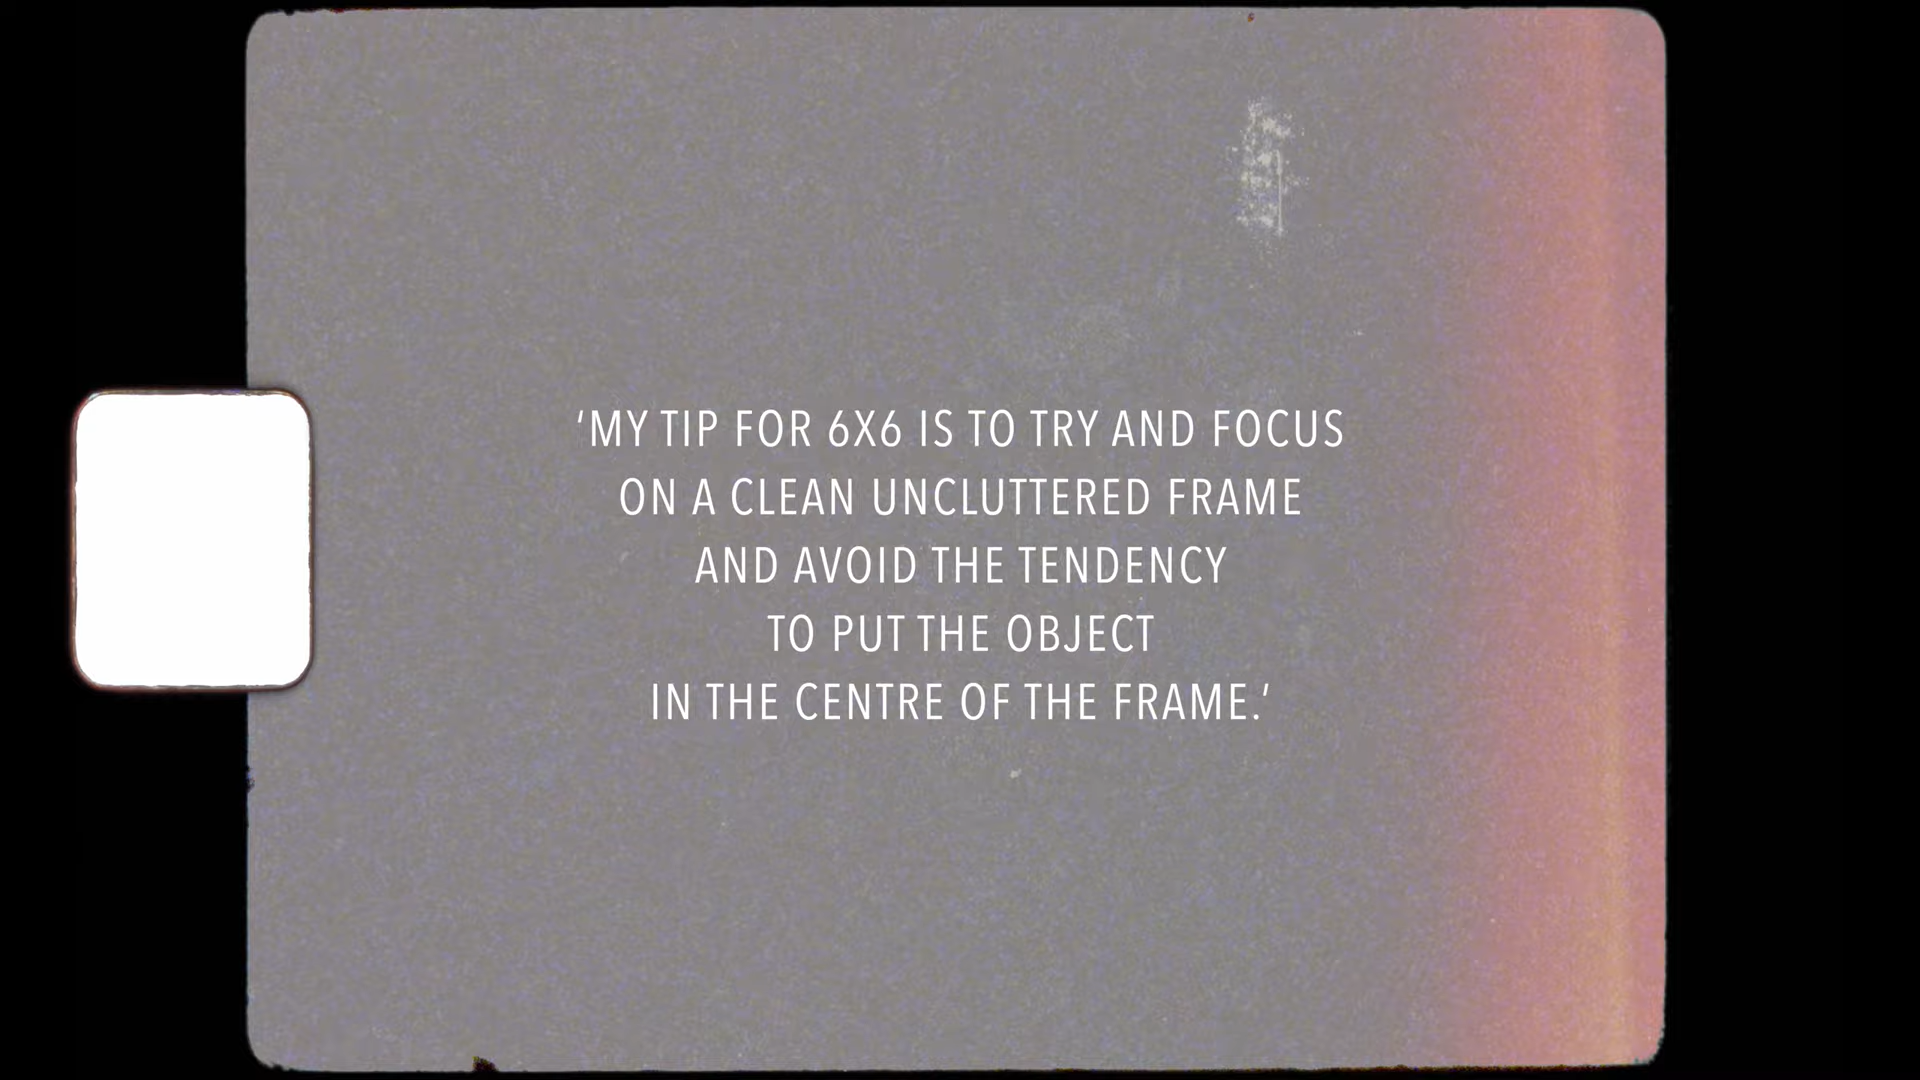 ‘MY TIP FOR 6X6 IS TO TRY AND FOCUS
ON A CLEAN UNCLUTTERED FRAME
AND AVOID THE TENDENCY
TO PUT THE OBJECT
IN THE CENTRE OF THE FRAME.’